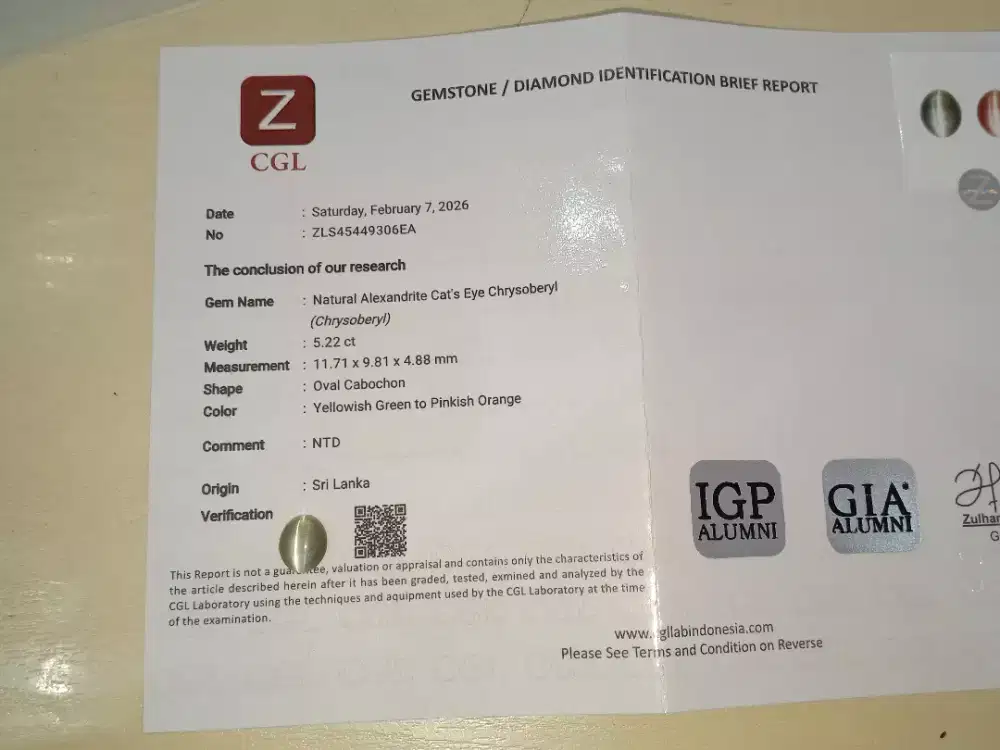 Z
CGL
GEMSTONE / DIAMOND IDENTIFICATION BRIEF REPORT
Date : Saturday, February 7, 2026
No : ZLS45449306EA
The conclusion of our research
Gem Name : Natural Alexandrite Cat's Eye Chrysoberyl
(Chrysoberyl)
Weight : 5.22 ct
Measurement : 11.71 x 9.81 x 4.88 mm
Shape : Oval Cabochon
Color : Yellowish Green to Pinkish Orange
Comment : NTD
Origin : Sri Lanka
Verification
This Report is not a , valuation or appraisal and contains only the characteristics of
the article described herein after it has been graded, tested, exmined and analyzed by the
CGL Laboratory using the techniques and aquipment used by the CGL Laboratory at the time
of the examination.
IGP
ALUMNI
GIA
ALUMNI
Zulhar
G
www.cgllabindonesia.com
Please See Terms and Condition on Reverse